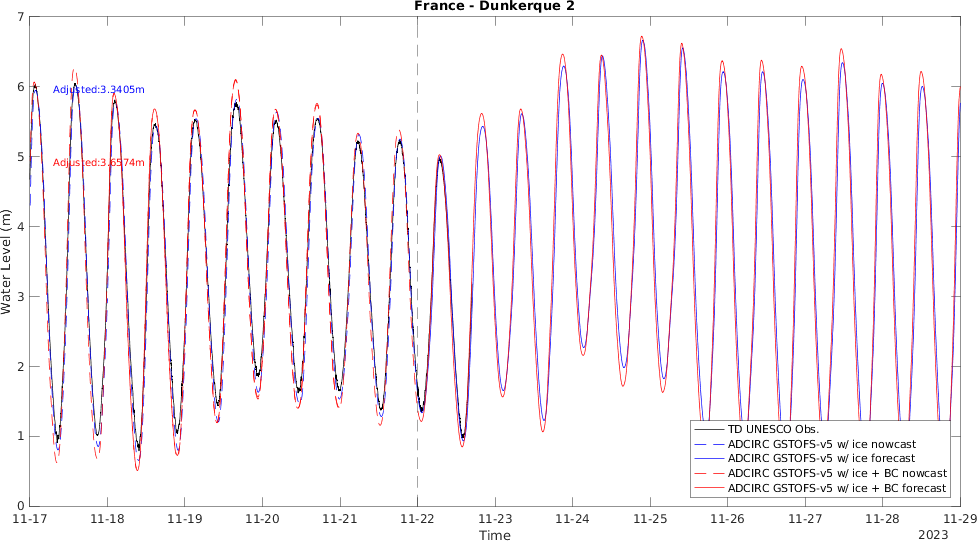 France - Dunkerque 2
Water Level (m)
7
6
5
4
3
2
1
0
Adjusted:3.3405m
Adjusted:3.6574m
TD UNESCO Obs.
ADCIRC GSTOFS-v5 w/ ice nowcast
ADCIRC GSTOFS-v5 w/ ice forecast
ADCIRC GSTOFS-v5 w/ ice + BC nowcast
ADCIRC GSTOFS-v5 w/ ice + BC forecast
11-17 11-18 11-19 11-20 11-21 11-22 11-23 11-24 11-25 11-26 11-27 11-28 11-29
Time
2023